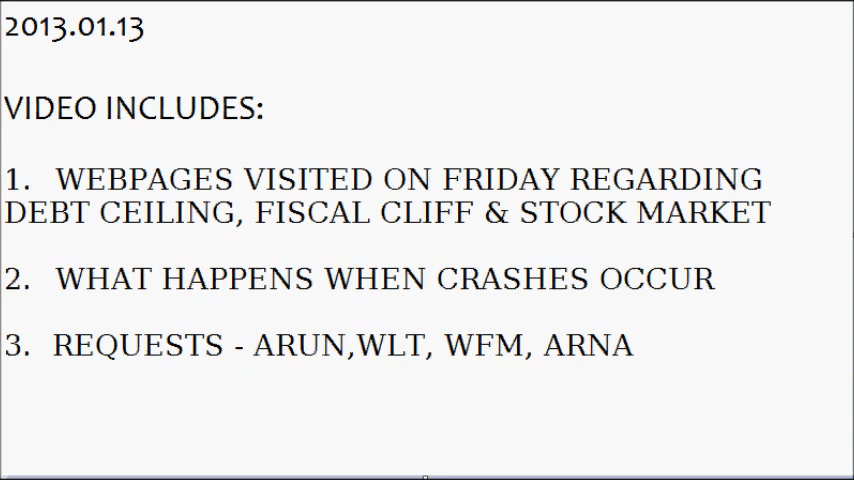 2013.01.13
VIDEO INCLUDES:
1. WEBPAGES VISITED ON FRIDAY REGARDING
DEBT CEILING, FISCAL CLIFF & STOCK MARKET
2. WHAT HAPPENS WHEN CRASHES OCCUR
3. REQUESTS - ARUN,WLT, WFM, ARNA